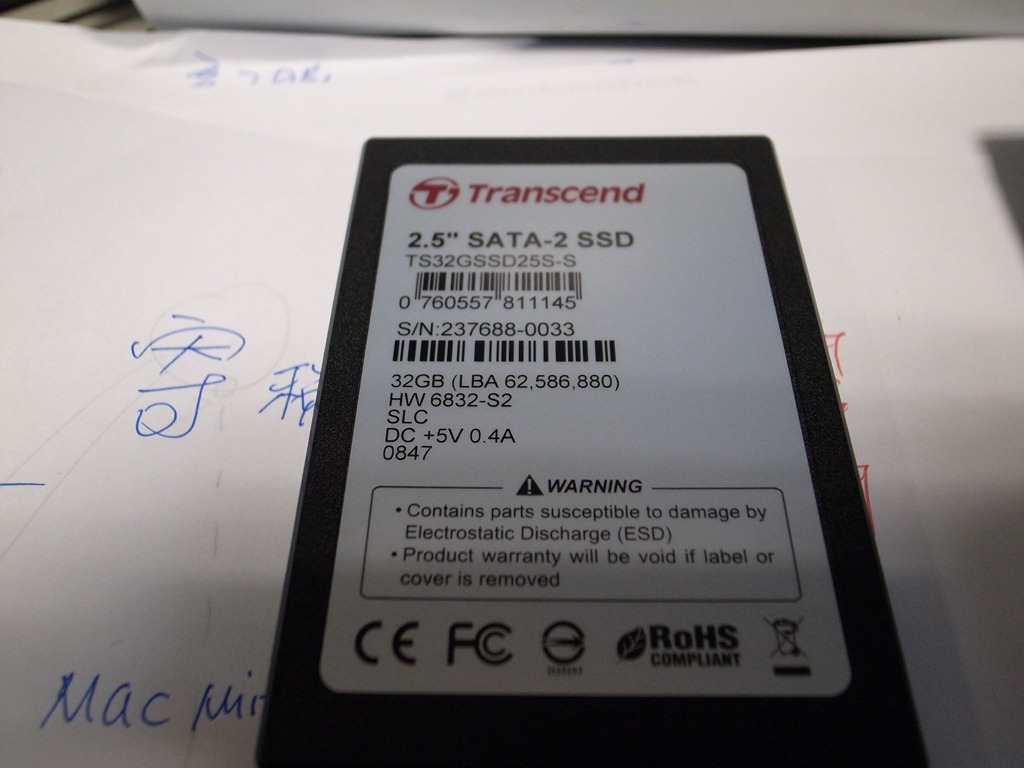 Transcend
2.5" SATA-2 SSD
TS32GSSD25S-S
0 760557 811145
S/N:237688-0033
32GB (LBA 62,586,880)
HW 6832-S2
SLC
DC +5V 0.4A
0847
WARNING
• Contains parts susceptible to damage by
Electrostatic Discharge (ESD)
• Product warranty will be void if label or
cover is removed
CE FC RoHS
COMPLIANT
Mac